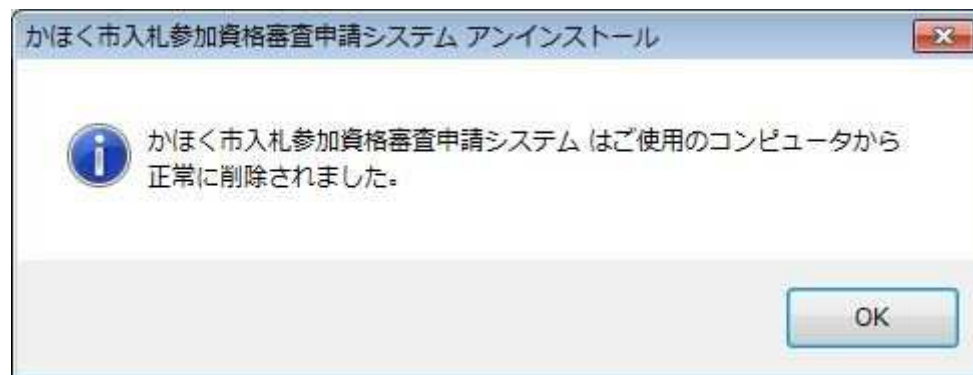 かほく市入札参加資格審査申請システム アンインストール
かほく市入札参加資格審査申請システム はご使用のコンピュータから
正常に削除されました。
OK